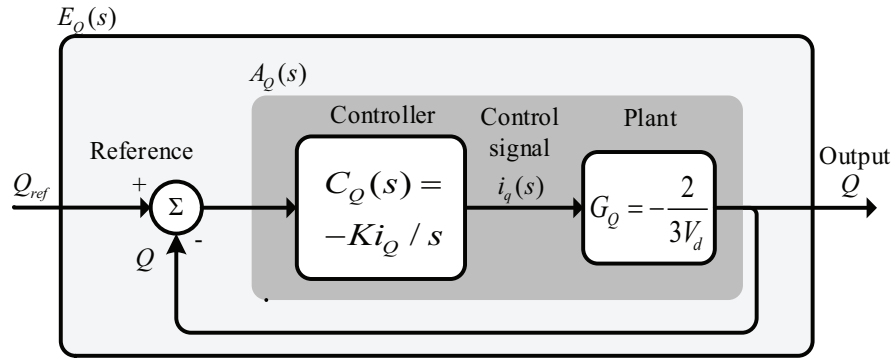 E_Q(s)
A_Q(s)
Controller
Control
signal
i_q(s)
Plant
Reference
Output
Q
Q_ref
+
Σ
-
Q
C_Q(s) =
-Ki_Q / s
G_Q = -2/(3V_d)